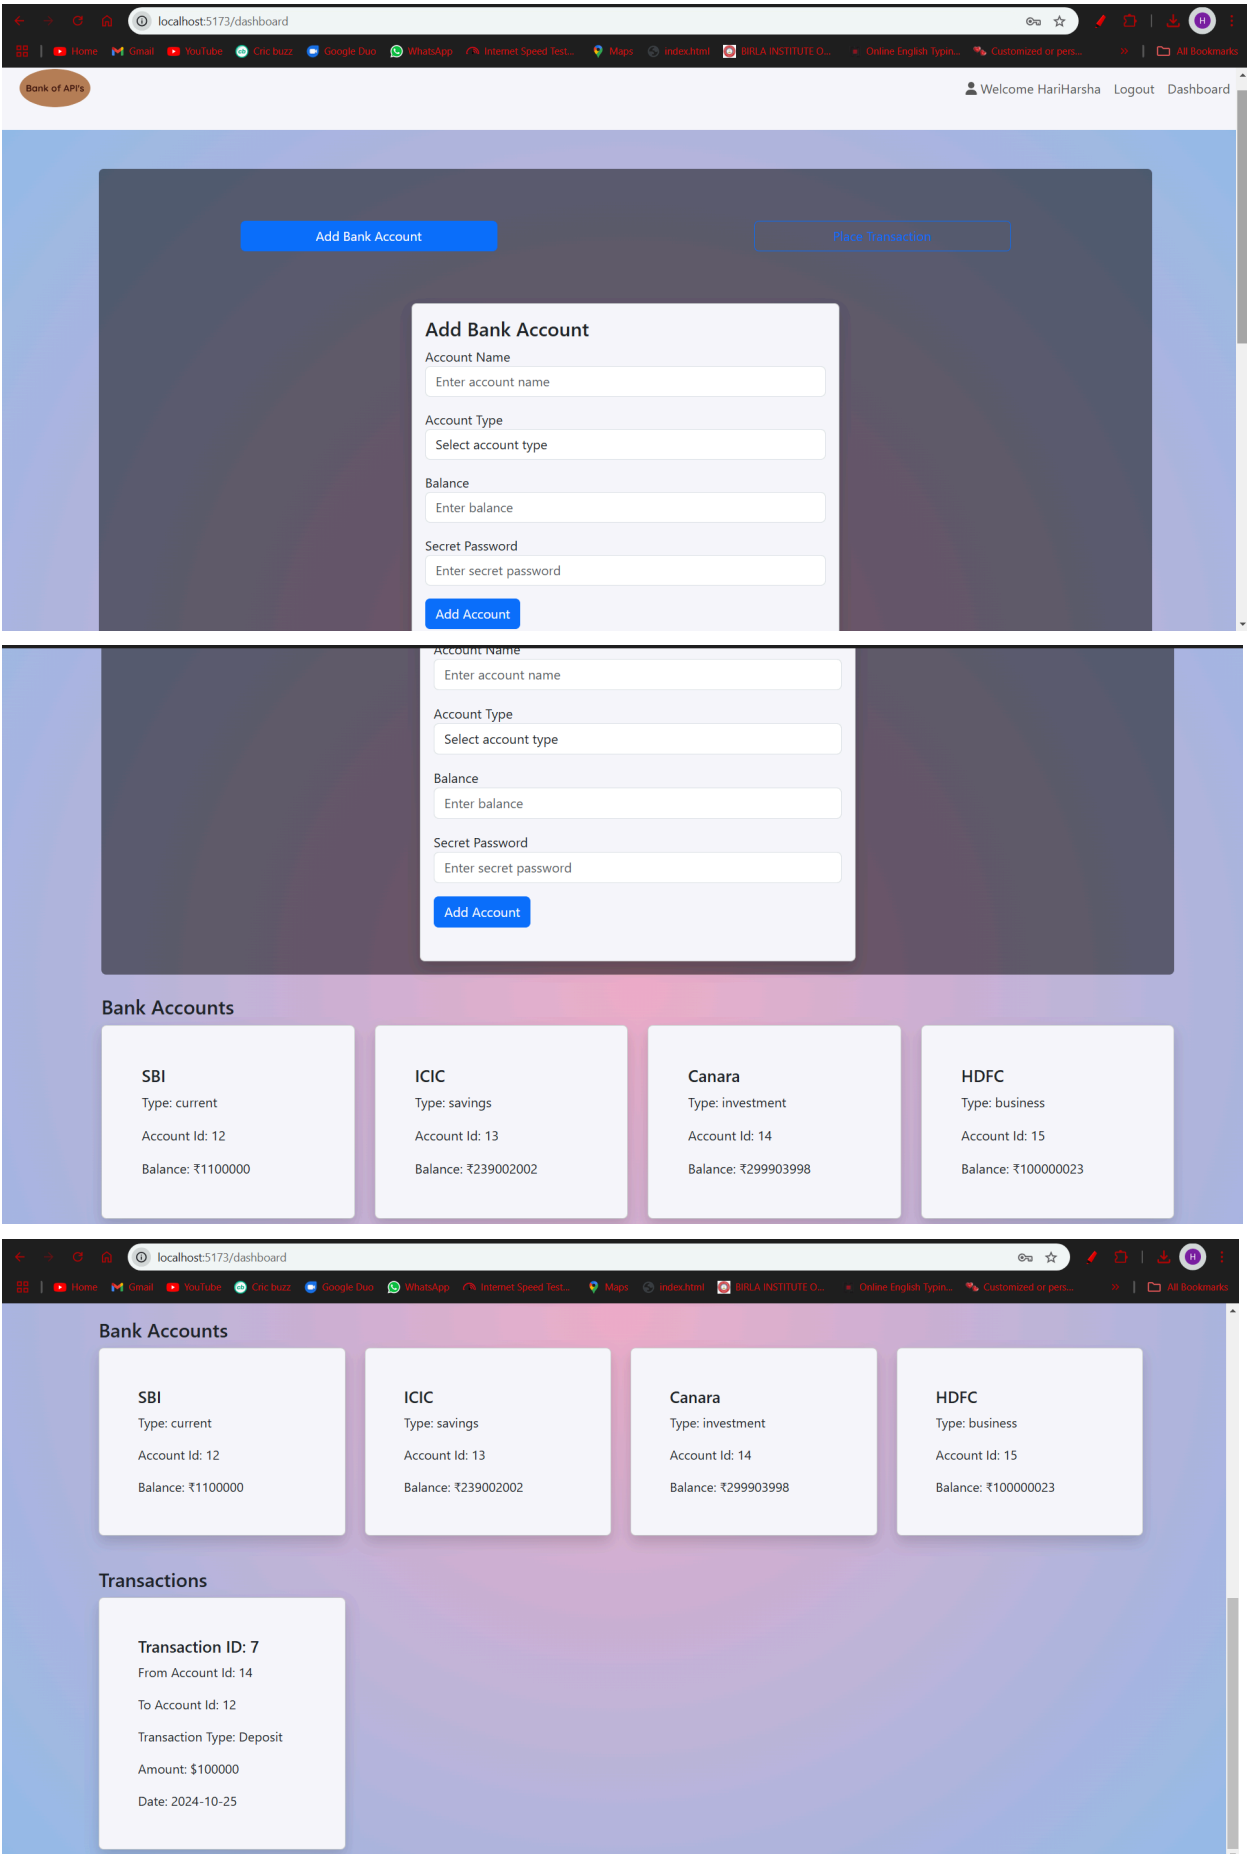 localhost:5173/dashboard
H
Home Gmail YouTube Cric buzz Google Duo WhatsApp Internet Speed Test... Maps index.html BIRLA INSTITUTE O... Online English Typin... Customized or pers... All Bookmarks
Bank of API's
Welcome HariHarsha Logout Dashboard
Add Bank Account
Place Transaction
Add Bank Account
Account Name
Enter account name
Account Type
Select account type
Balance
Enter balance
Secret Password
Enter secret password
Add Account
Account Name
Enter account name
Account Type
Select account type
Balance
Enter balance
Secret Password
Enter secret password
Add Account
Bank Accounts
SBI
Type: current
Account Id: 12
Balance: ₹1100000
ICIC
Type: savings
Account Id: 13
Balance: ₹239002002
Canara
Type: investment
Account Id: 14
Balance: ₹299903998
HDFC
Type: business
Account Id: 15
Balance: ₹100000023
localhost:5173/dashboard
H
Home Gmail YouTube Cric buzz Google Duo WhatsApp Internet Speed Test... Maps index.html BIRLA INSTITUTE O... Online English Typin... Customized or pers... All Bookmarks
Bank Accounts
SBI
Type: current
Account Id: 12
Balance: ₹1100000
ICIC
Type: savings
Account Id: 13
Balance: ₹239002002
Canara
Type: investment
Account Id: 14
Balance: ₹299903998
HDFC
Type: business
Account Id: 15
Balance: ₹100000023
Transactions
Transaction ID: 7
From Account Id: 14
To Account Id: 12
Transaction Type: Deposit
Amount: $100000
Date: 2024-10-25